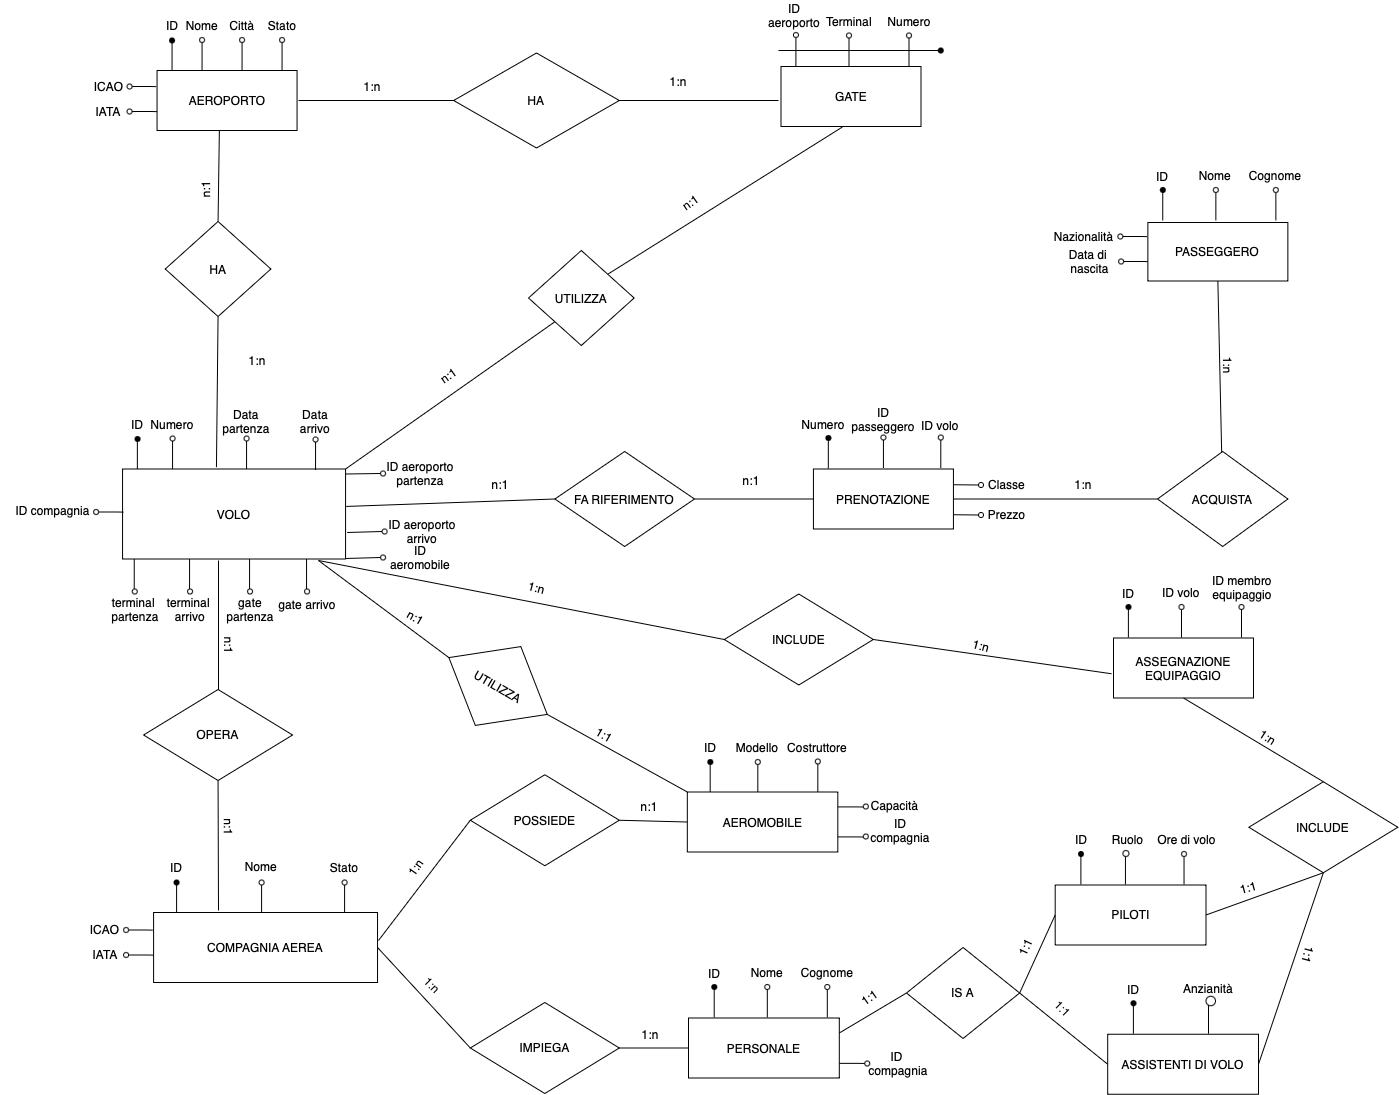 ID Nome Città Stato
ICAO
IATA
AEROPORTO
1:n
HA
1:n
ID
aeroporto
Terminal
Numero
GATE
n:1
HA
1:n
n:1
UTILIZZA
n:1
ID Nome Cognome
Nazionalità
Data di
nascita
PASSEGGERO
1:n
ID Numero
Data
partenza
Data
arrivo
ID aeroporto
partenza
ID compagnia
VOLO
ID aeroporto
arrivo
ID
aeromobile
terminal
partenza
terminal
arrivo
gate
partenza
gate arrivo
n:1
FA RIFERIMENTO
n:1
Numero
ID
passeggero
ID volo
PRENOTAZIONE
Classe
Prezzo
1:n
ACQUISTA
1:n
INCLUDE
1:n
ID
ID volo
ID membro
equipaggio
ASSEGNAZIONE
EQUIPAGGIO
n:1
UTILIZZA
1:1
n:1
OPERA
n:1
ID Modello Costruttore
AEROMOBILE
Capacità
ID
compagnia
1:n
POSSIEDE
n:1
1:n
INCLUDE
1:1
1:1
ID Ruolo Ore di volo
PILOTI
ID Nome Stato
ICAO
IATA
COMPAGNIA AEREA
1:n
IMPIEGA
1:n
ID Nome Cognome
PERSONALE
ID
compagnia
1:1
IS A
1:1
1:1
ID Anzianità
ASSISTENTI DI VOLO